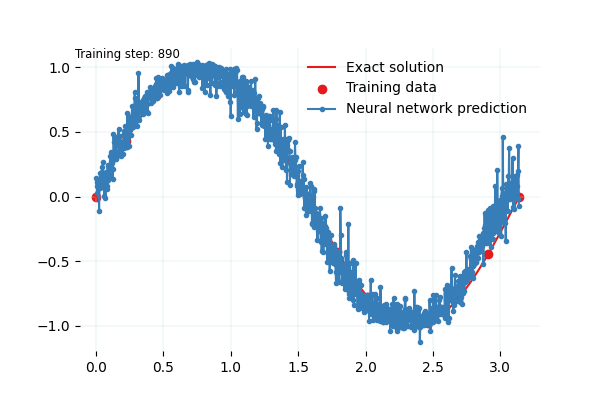 Training step: 890
Exact solution
Training data
Neural network prediction
1.0
0.5
0.0
−0.5
−1.0
0.0 0.5 1.0 1.5 2.0 2.5 3.0